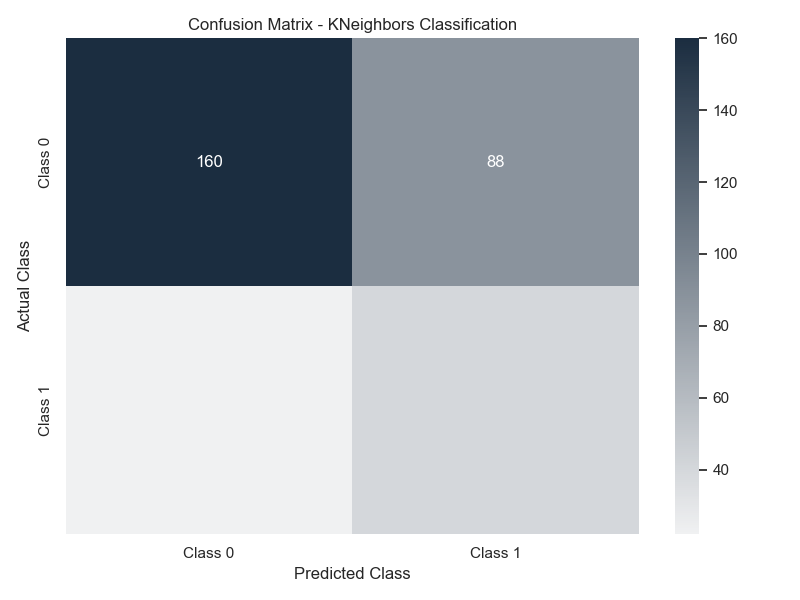 Confusion Matrix - KNeighbors Classification
160
88
Class 0
Class 1
Actual Class
Class 0
Class 1
Predicted Class
160
140
120
100
80
60
40